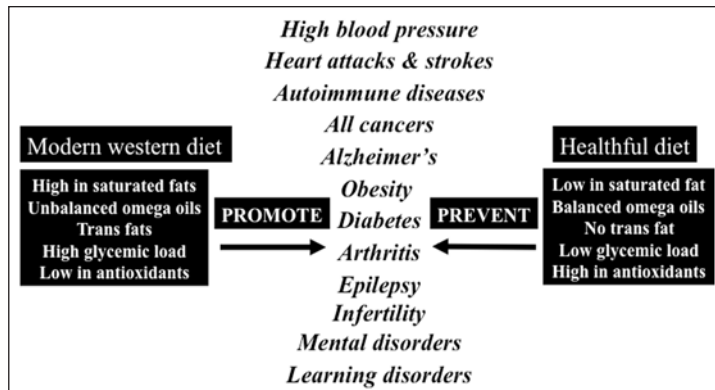 High blood pressure
Heart attacks & strokes
Autoimmune diseases
All cancers
Alzheimer's
Obesity
Diabetes
Arthritis
Epilepsy
Infertility
Mental disorders
Learning disorders
Modern western diet
High in saturated fats
Unbalanced omega oils
Trans fats
High glycemic load
Low in antioxidants
PROMOTE
PREVENT
Healthful diet
Low in saturated fat
Balanced omega oils
No trans fat
Low glycemic load
High in antioxidants